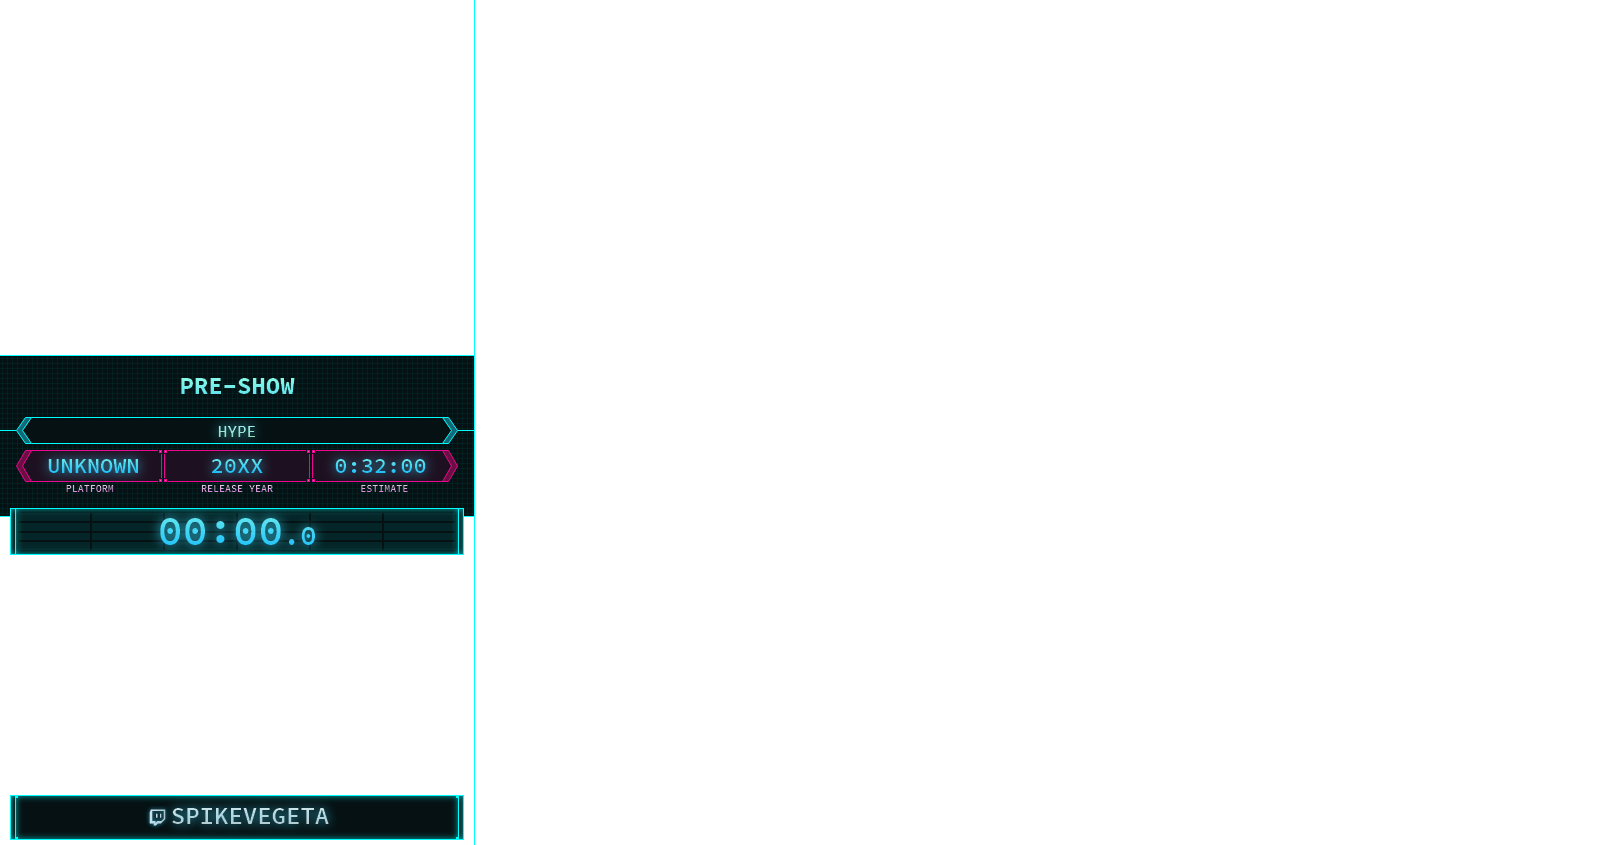 PRE-SHOW
HYPE
UNKNOWN 20XX 0:32:00
PLATFORM RELEASE YEAR ESTIMATE
00:00.0
SPIKEVEGETA